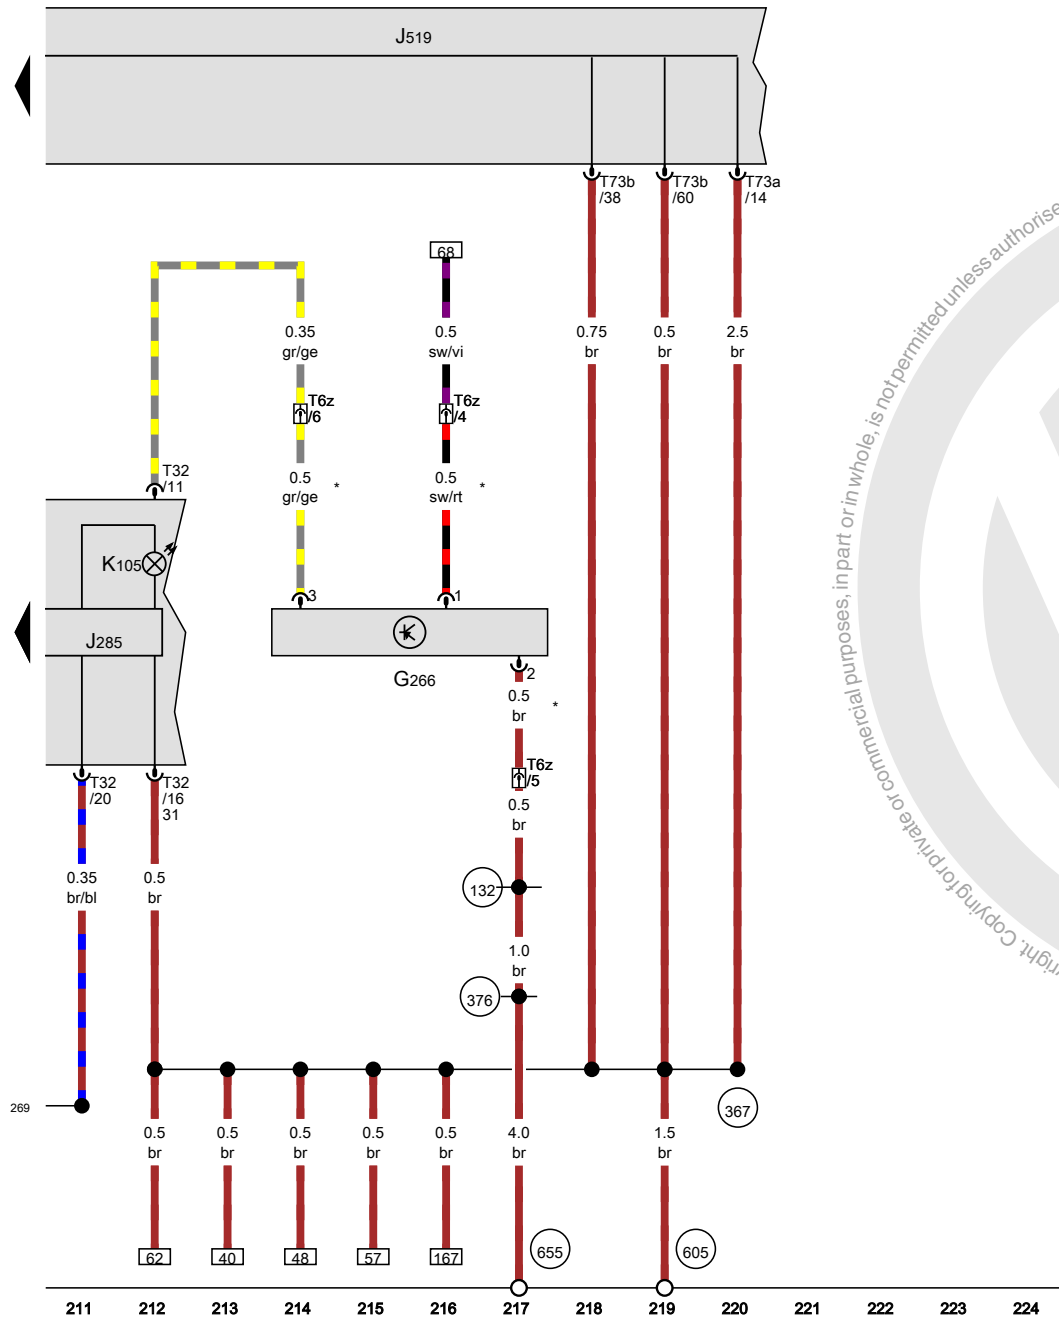 J519
T73b
/38
T73b
/60
T73a
/14
68
0.35
gr/ge
0.5
sw/vi
0.75
br
0.5
br
2.5
br
T6z
/6
T6z
/4
T32
/11
0.5
gr/ge
*
0.5
sw/rt
*
K105
3
1
J285
G266
2
0.5
br
*
T6z
/5
T32
/20
T32
/16
31
0.5
br
0.35
br/bl
0.5
br
132
1.0
br
376
269
367
0.5
br
0.5
br
0.5
br
0.5
br
0.5
br
4.0
br
1.5
br
62
40
48
57
167
655
605
211
212
213
214
215
216
217
218
219
220
221
222
223
224
right. Copying for private or commercial purposes, in part or in whole, is not permitted unless authorise